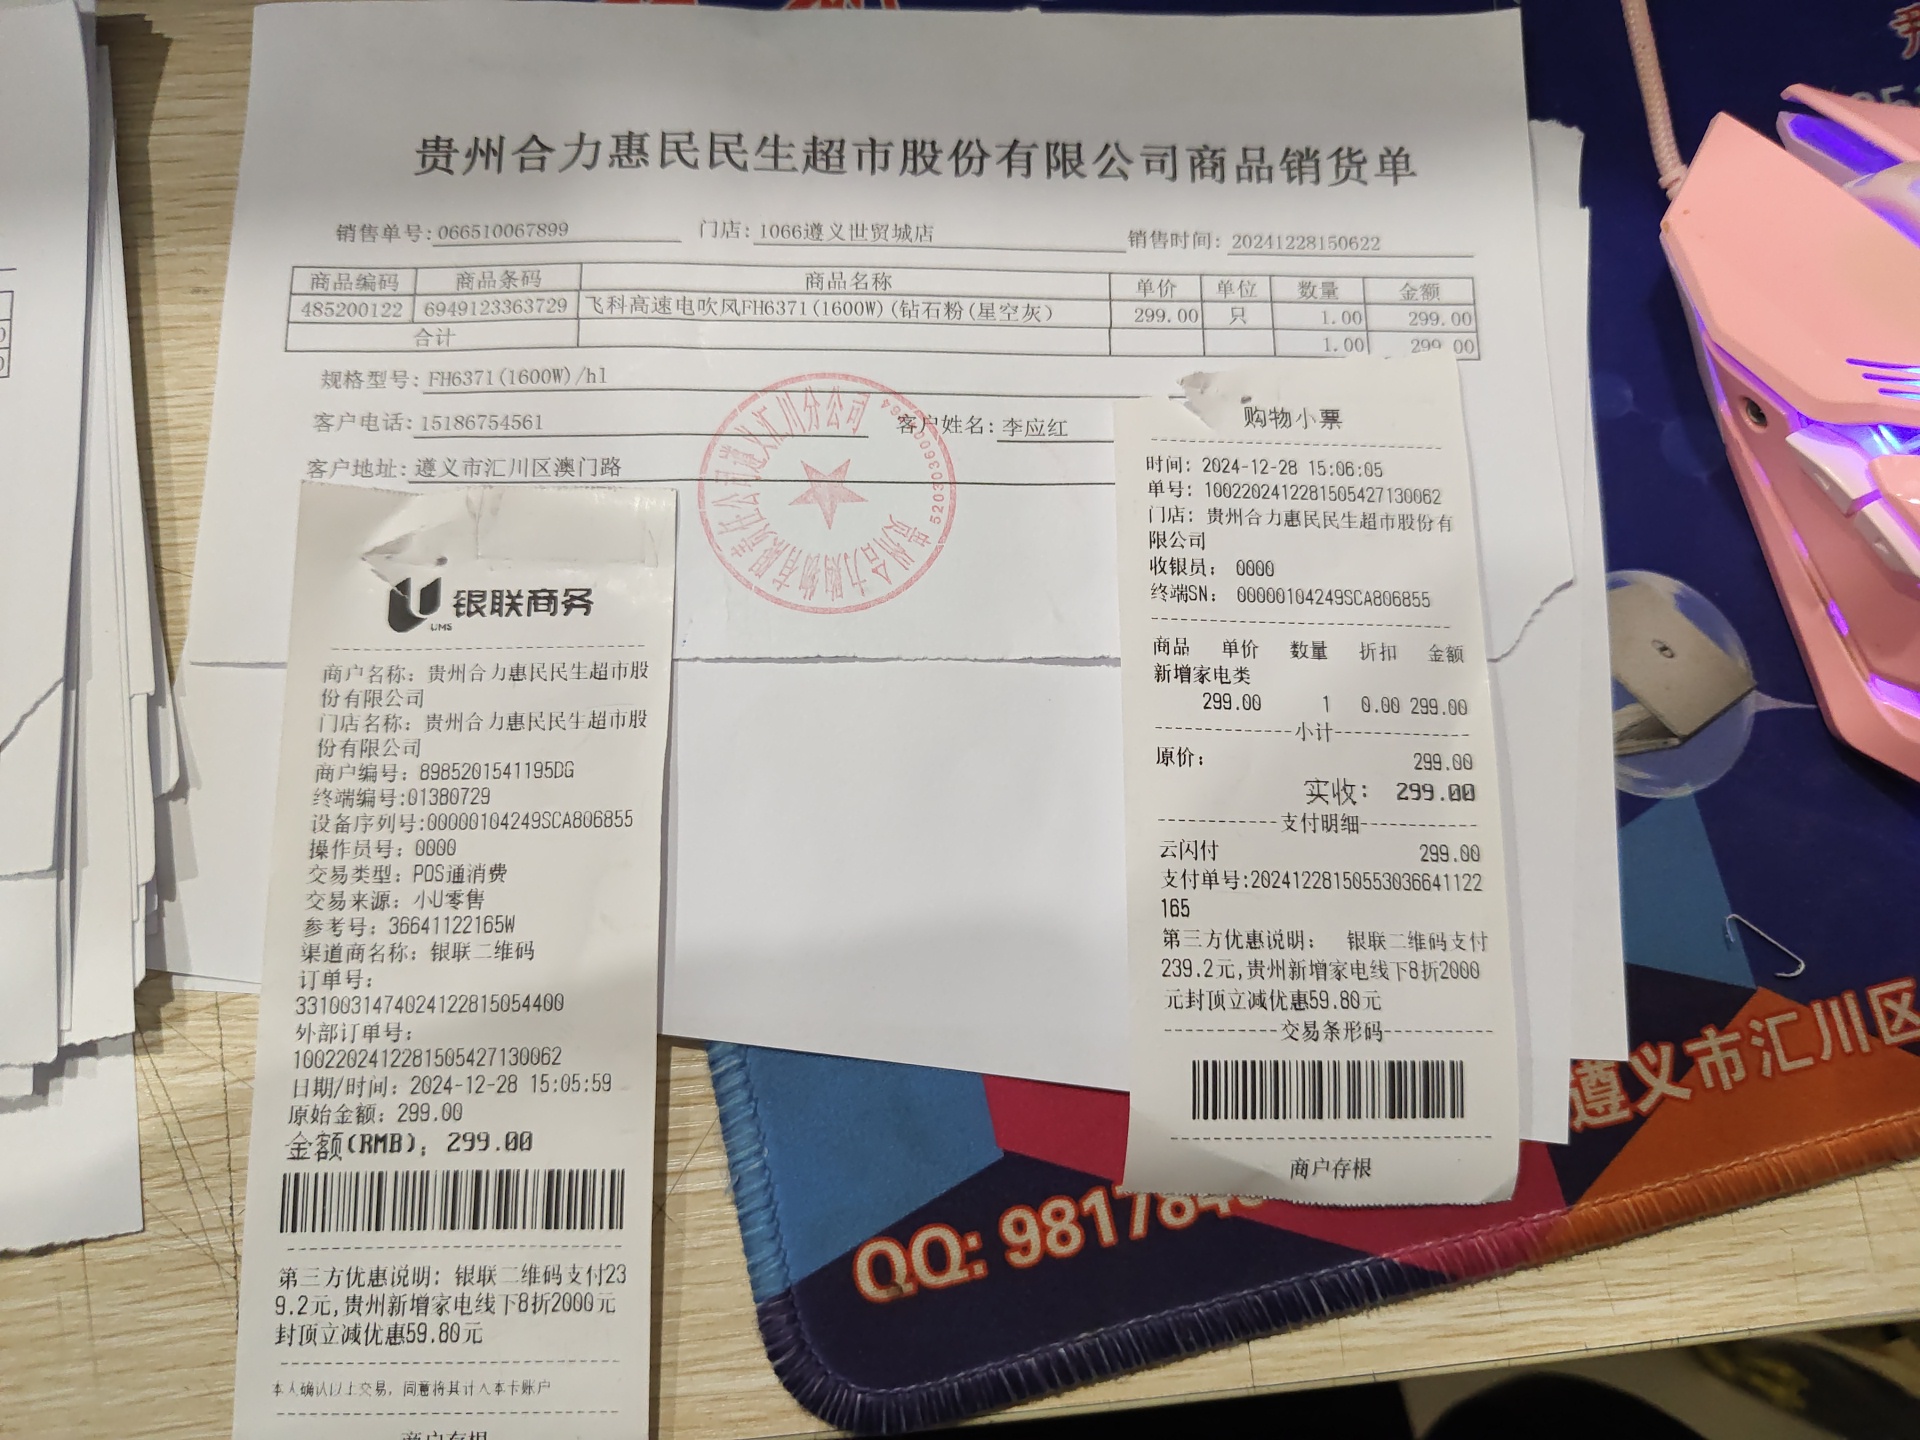 贵州合力惠民民生超市股份有限公司商品销货单
销售单号:066510067899 门店:1066遵义世贸城店 销售时间:20241228150622
商品编码 商品条码 商品名称 单价 单位 数量 金额
485200122 6949123363729 飞科高速电吹风FH6371(1600W)(钻石粉(星空灰) 299.00 只 1.00 299.00
合计 1.00 299.00
规格型号:FH6371(1600W)/hl
客户电话:15186754561 客户姓名:李应红
客户地址:遵义市汇川区澳门路
银联商务
UMS
商户名称：贵州合力惠民民生超市股
份有限公司
门店名称：贵州合力惠民民生超市股
份有限公司
商户编号：8985201541195DG
终端编号:01380729
设备序列号:00000104249SCA806855
操作员号：0000
交易类型：POS通消费
交易来源：小U零售
参考号：36641122165W
渠道商名称：银联二维码
订单号：
33100314740241228150544​00
外部订单号：
10022024122815054271300​62
日期/时间：2024-12-28 15:05:59
原始金额：299.00
金额(RMB)：299.00
第三方优惠说明：银联二维码支付23
9.2元,贵州新增家电线下8折2000元
封顶立减优惠59.80元
本人确认以上交易，同意将其计入本卡账户
商户存根
购物小票
时间：2024-12-28 15:06:05
单号：10022024122815054271300​62
门店：贵州合力惠民民生超市股份有
限公司
收银员： 0000
终端SN： 00000104249SCA806855
商品 单价 数量 折扣 金额
新增家电类
299.00 1 0.00 299.00
小计
原价： 299.00
实收： 299.00
支付明细
云闪付 299.00
支付单号:20241228150553036641122
165
第三方优惠说明： 银联二维码支付
239.2元,贵州新增家电线下8折2000
元封顶立减优惠59.80元
交易条形码
商户存根
遵义市汇川区
QQ: 98178